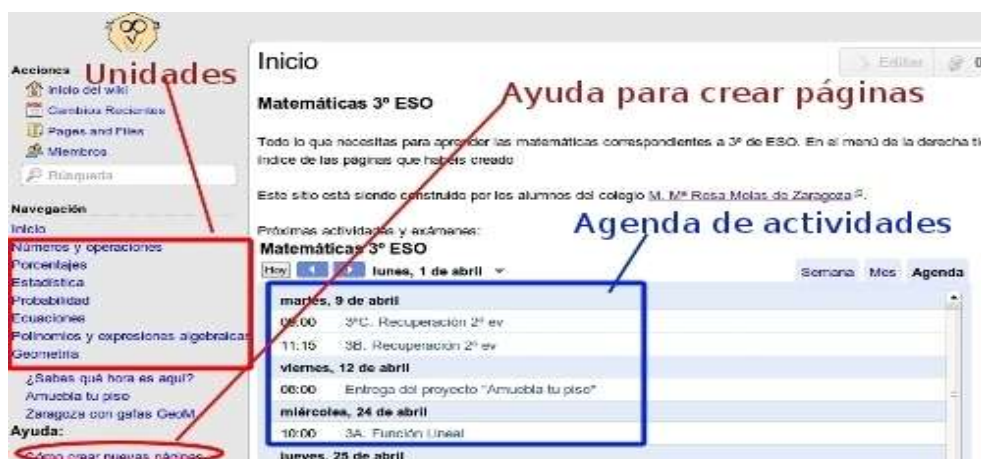 Acciones
Unidades
Inicio del wiki
Cambios Recientes
Pages and Files
Miembros
Búsqueda
Navegación
Inicio
Números y operaciones
Porcentajes
Estadística
Probabilidad
Ecuaciones
Polinomios y expresiones algebraicas
Geometría
¿Sabes qué hora es aquí?
Amuebla tu piso
Zaragoza con gafas GeoM
Ayuda:
Cómo crear nuevas páginas
Inicio
Editar
Ayuda para crear páginas
Matemáticas 3º ESO
Todo lo que necesitas para aprender las matemáticas correspondientes a 3º de ESO. En el menú de la derecha
índice de las páginas que habéis creado
Este sitio está siendo construido por los alumnos del colegio M. Mª Rosa Molas de Zaragoza.
Agenda de actividades
Próximas actividades y exámenes:
Matemáticas 3º ESO
Hoy lunes, 1 de abril
Semana Mes Agenda
martes, 9 de abril
09:00 3ºC. Recuperación 2ª ev
11:15 3B. Recuperación 2ª ev
viernes, 12 de abril
08:00 Entrega del proyecto "Amuebla tu piso"
miércoles, 24 de abril
10:00 3A. Función Lineal
jueves, 25 de abril